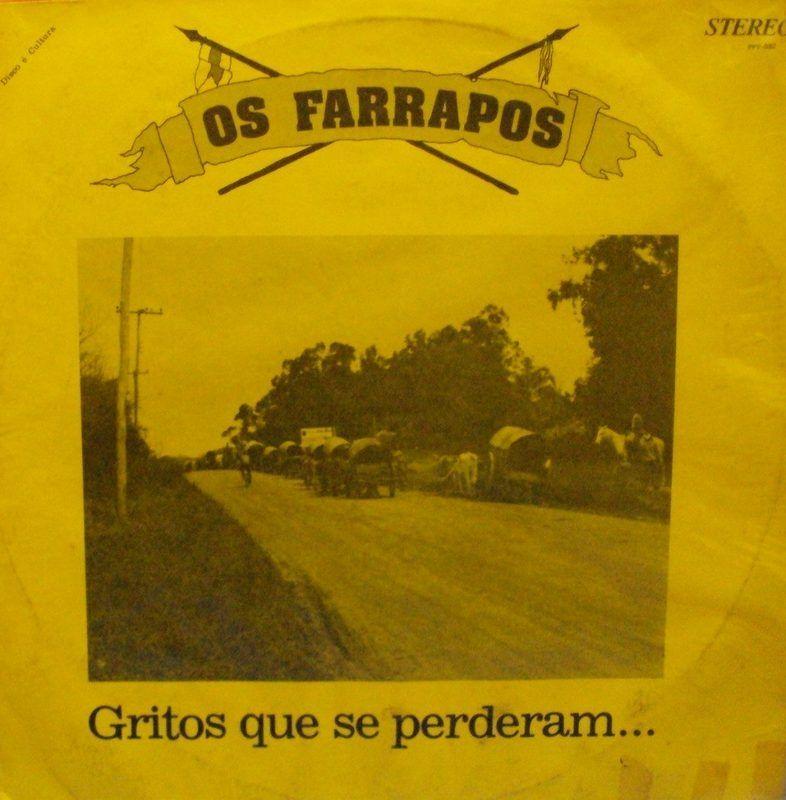 Disco é Cultura
STEREO
OS FARRAPOS
Gritos que se perderam...